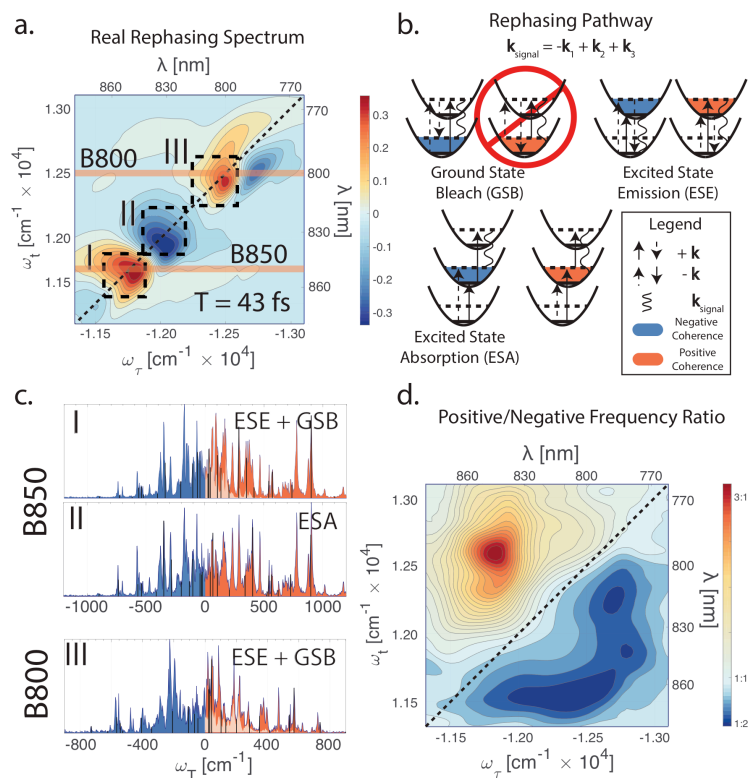 a.
Real Rephasing Spectrum
λ [nm]
860 830 800 770
1.30
1.25
1.20
1.15
ωt [cm⁻¹ × 10⁴]
B800
B850
I
II
III
T = 43 fs
770
800
830
860
λ [nm]
-1.15 -1.20 -1.25 -1.30
ωτ [cm⁻¹ × 10⁴]
0.3
0.2
0.1
0
-0.1
-0.2
-0.3
b.
Rephasing Pathway
k signal = -k1 + k2 + k3
Ground State
Bleach (GSB)
Excited State
Emission (ESE)
Excited State
Absorption (ESA)
Legend
+ k
- k
k signal
Negative
Coherence
Positive
Coherence
c.
B850
I
ESE + GSB
II
ESA
-1000 -500 0 500 1000
B800
III
ESE + GSB
-800 -400 0 400 800
ωT [cm⁻¹]
d.
Positive/Negative Frequency Ratio
λ [nm]
860 830 800 770
1.30
1.25
1.20
1.15
ωt [cm⁻¹ × 10⁴]
770
800
830
860
λ [nm]
-1.15 -1.20 -1.25 -1.30
ωτ [cm⁻¹ × 10⁴]
3:1
1:1
1:2